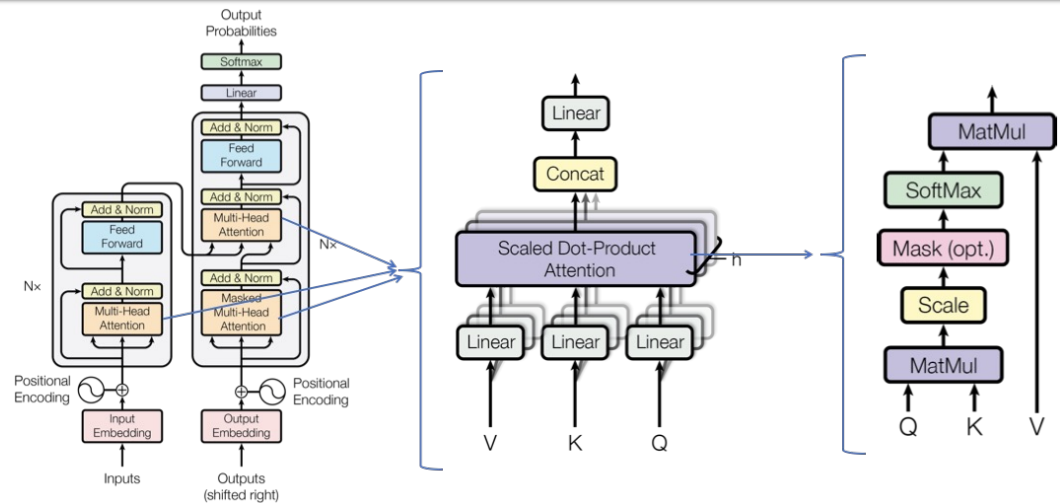 Output
Probabilities
Softmax
Linear
Add & Norm
Feed
Forward
Add & Norm
Multi-Head
Attention
Nx
Add & Norm
Masked
Multi-Head
Attention
Add & Norm
Feed
Forward
Nx
Add & Norm
Multi-Head
Attention
Positional
Encoding
Positional
Encoding
Input
Embedding
Output
Embedding
Inputs
Outputs
(shifted right)
Linear
Concat
Scaled Dot-Product
Attention
h
Linear
Linear
Linear
V
K
Q
MatMul
SoftMax
Mask (opt.)
Scale
MatMul
Q
K
V